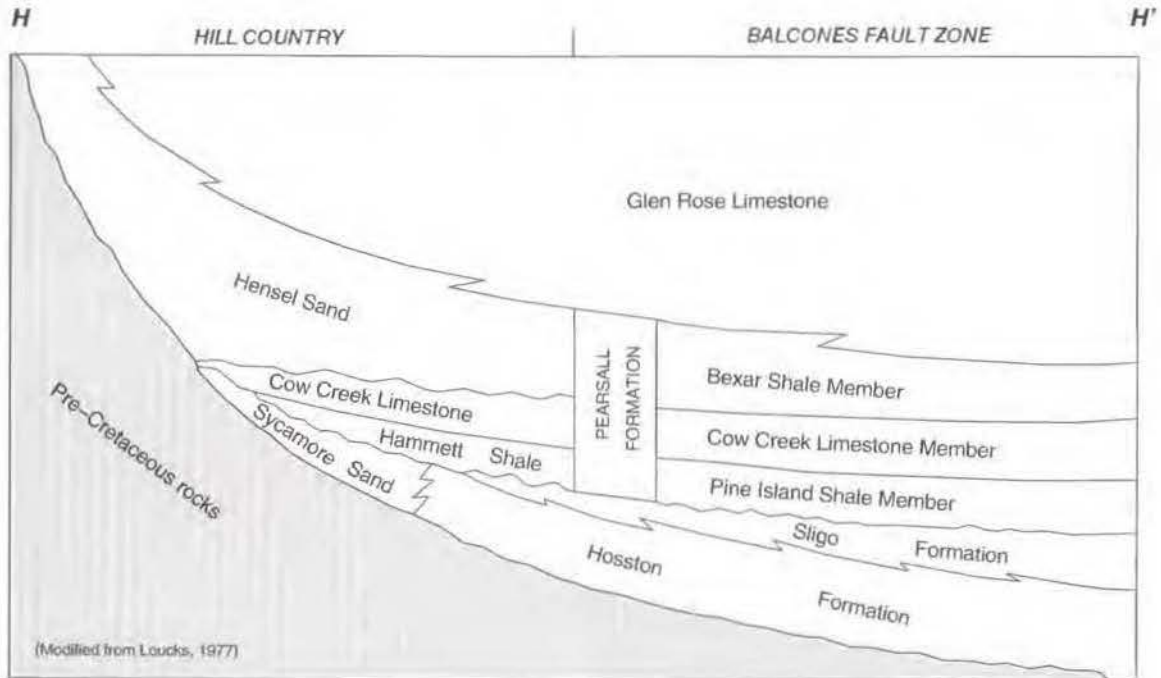 H
H'
HILL COUNTRY
BALCONES FAULT ZONE
Glen Rose Limestone
Hensel Sand
PEARSALL
FORMATION
Bexar Shale Member
Cow Creek Limestone
Cow Creek Limestone Member
Hammett Shale
Pine Island Shale Member
Sycamore Sand
Sligo Formation
Pre-Cretaceous rocks
Hosston Formation
(Modified from Loucks, 1977)